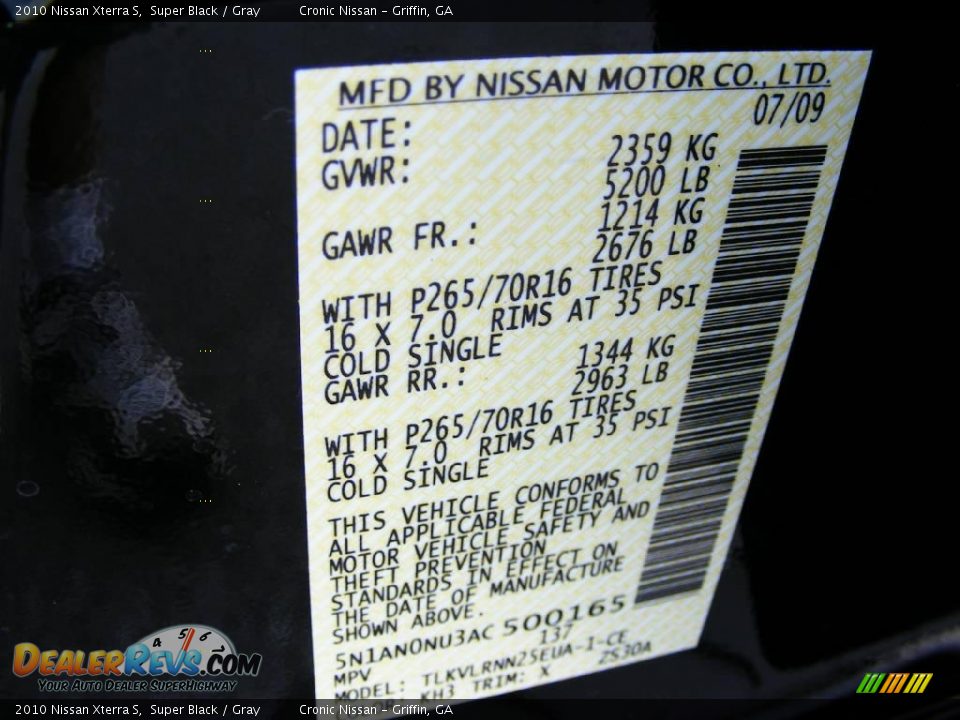 2010 Nissan Xterra S, Super Black / Gray Cronic Nissan - Griffin, GA
MFD BY NISSAN MOTOR CO., LTD.
DATE: 07/09
GVWR: 2359 KG
5200 LB
GAWR FR.: 1214 KG
2676 LB
WITH P265/70R16 TIRES
16 X 7.0 RIMS AT 35 PSI
COLD SINGLE
GAWR RR.: 1344 KG
2963 LB
WITH P265/70R16 TIRES
16 X 7.0 RIMS AT 35 PSI
COLD SINGLE
THIS VEHICLE CONFORMS TO
ALL APPLICABLE FEDERAL
MOTOR VEHICLE SAFETY AND
THEFT PREVENTION
STANDARDS IN EFFECT ON
THE DATE OF MANUFACTURE
SHOWN ABOVE.
5N1AN0NU3AC500165
MPV 137
MODEL: TLKVLRNN25EUA-1-CE
KH3 TRIM: X 2S30A
4 5 6
DEALERREVS.COM
Your Auto Dealer SuperHighway
2010 Nissan Xterra S, Super Black / Gray Cronic Nissan - Griffin, GA